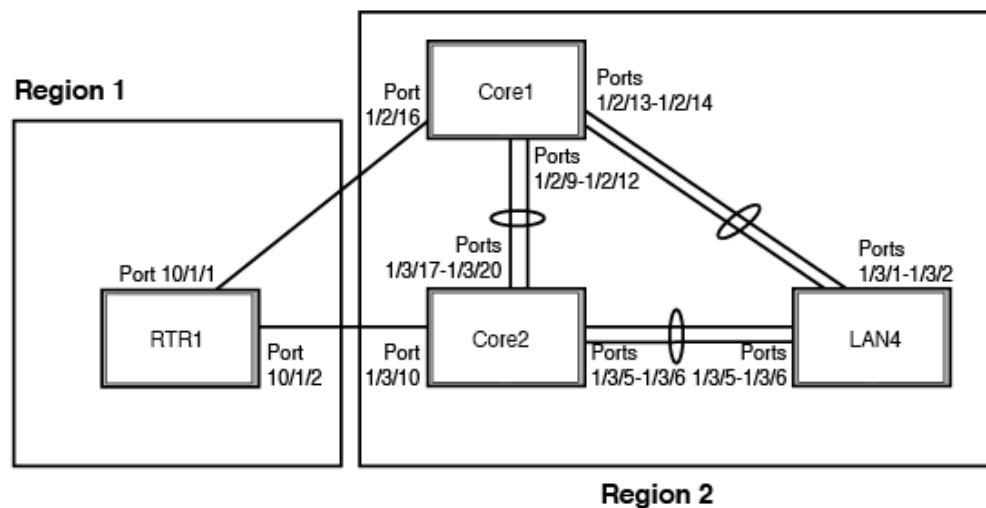 Region 1
Port
1/2/16
Core1
Ports
1/2/13-1/2/14
Ports
1/2/9-1/2/12
Port 10/1/1
Ports
1/3/17-1/3/20
Ports
1/3/1-1/3/2
RTR1
Port
10/1/2
Port
1/3/10
Core2
Ports
1/3/5-1/3/6
Ports
1/3/5-1/3/6
LAN4
Region 2